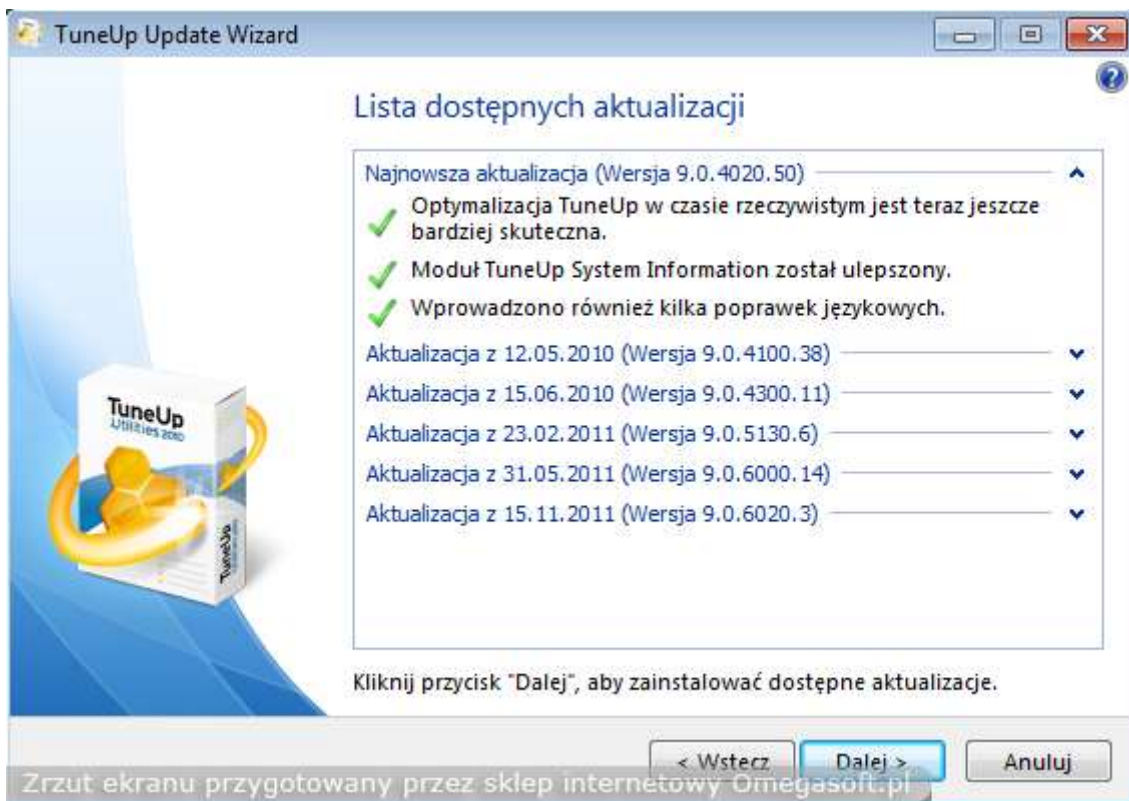 TuneUp Update Wizard
Lista dostępnych aktualizacji
Najnowsza aktualizacja (Wersja 9.0.4020.50)
Optymalizacja TuneUp w czasie rzeczywistym jest teraz jeszcze
bardziej skuteczna.
Moduł TuneUp System Information został ulepszony.
Wprowadzono również kilka poprawek językowych.
Aktualizacja z 12.05.2010 (Wersja 9.0.4100.38)
Aktualizacja z 15.06.2010 (Wersja 9.0.4300.11)
Aktualizacja z 23.02.2011 (Wersja 9.0.5130.6)
Aktualizacja z 31.05.2011 (Wersja 9.0.6000.14)
Aktualizacja z 15.11.2011 (Wersja 9.0.6020.3)
TuneUp
Utilities 2010
TuneUp
Kliknij przycisk "Dalej", aby zainstalować dostępne aktualizacje.
< Wstecz Dalej > Anuluj
Zrzut ekranu przygotowany przez sklep internetowy Omegasoft.pl